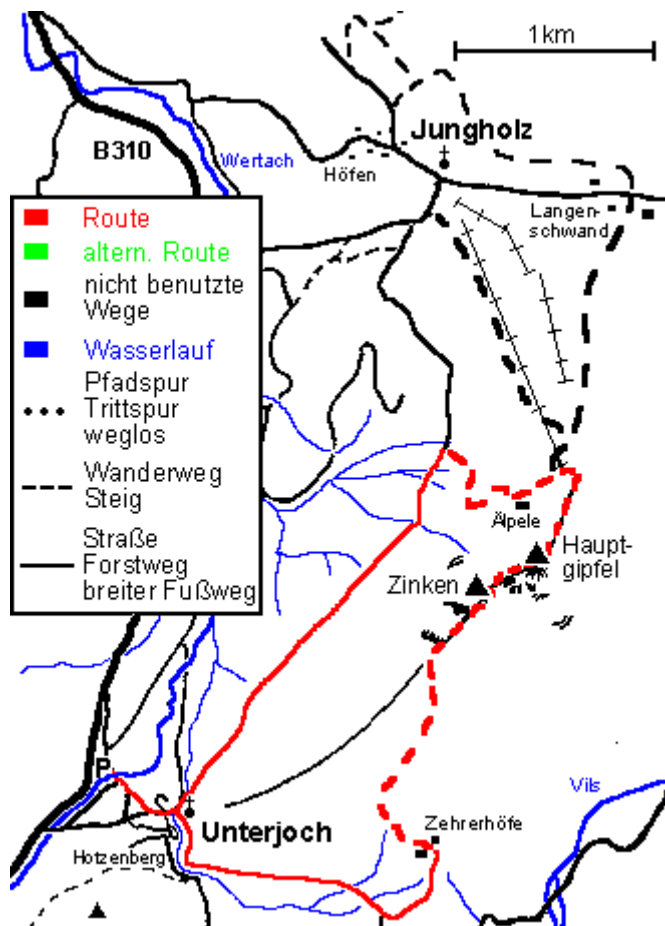 1km
Jungholz
B310
Wertach
Höfen
Langen-
schwand
Route
altern. Route
nicht benutzte
Wege
Wasserlauf
Pfadspur
Trittspur
weglos
Wanderweg
Steig
Straße
Forstweg
breiter Fußweg
Älpele
Haupt-
gipfel
Zinken
P
Vils
Unterjoch
Zehrerhöfe
Hotzenberg